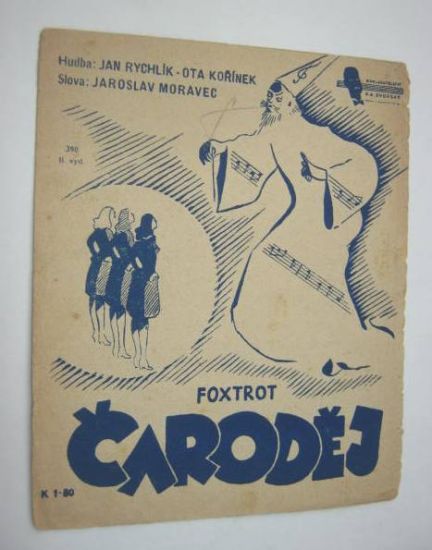 Hudba: JAN RYCHLÍK - OTA KOŘÍNEK
Slova: JAROSLAV MORAVEC
390
II. vyd.
FOXTROT
ČARODĚJ
K 1·80